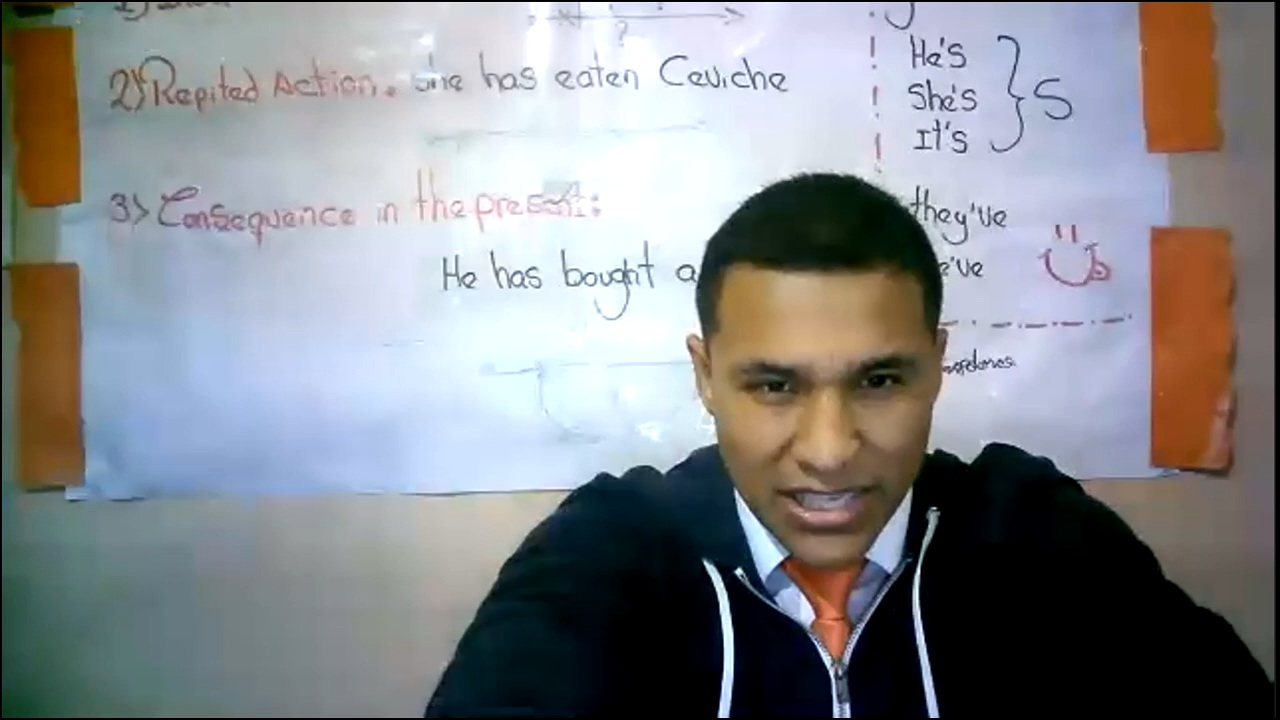 2) Repited Action. She has eaten Ceviche
3) Consequence in the present:
He has bought a
?
He's
She's
It's
S
they've
e've